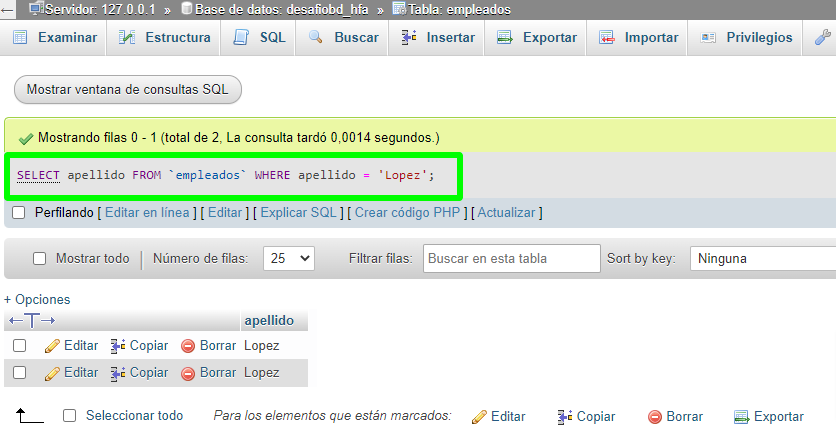 Servidor: 127.0.0.1 » Base de datos: desafiobd_hfa » Tabla: empleados
Examinar Estructura SQL Buscar Insertar Exportar Importar Privilegios
Mostrar ventana de consultas SQL
Mostrando filas 0 - 1 (total de 2, La consulta tardó 0,0014 segundos.)
SELECT apellido FROM `empleados` WHERE apellido = 'Lopez';
Perfilando [ Editar en línea ] [ Editar ] [ Explicar SQL ] [ Crear código PHP ] [ Actualizar ]
Mostrar todo Número de filas: 25 Filtrar filas: Buscar en esta tabla Sort by key: Ninguna
+ Opciones
apellido
Editar Copiar Borrar Lopez
Editar Copiar Borrar Lopez
Seleccionar todo Para los elementos que están marcados: Editar Copiar Borrar Exportar